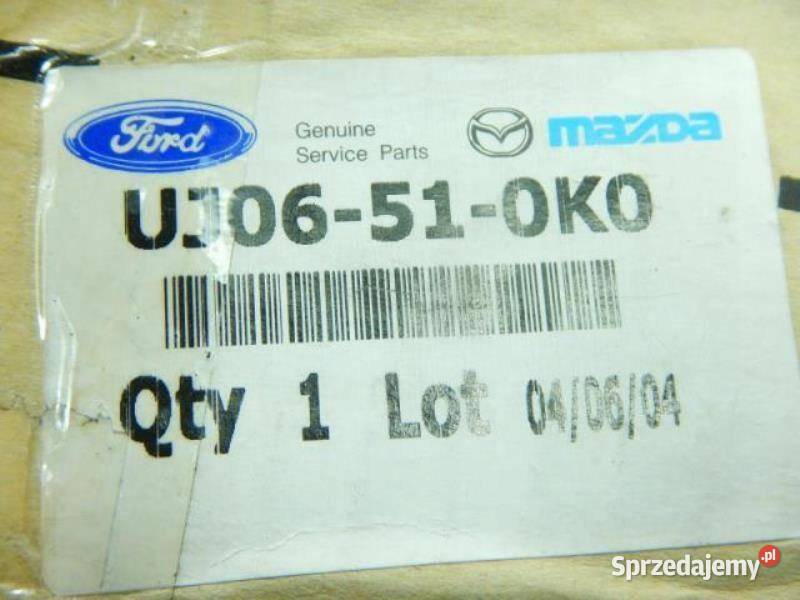 Ford
Genuine
Service Parts
mazda
UJ06-51-0K0
Qty 1 Lot 04/06/04
Sprzedajemy.pl